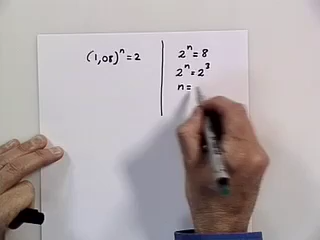 (1,08)ⁿ = 2
2ⁿ = 8
2ⁿ = 2³
n =